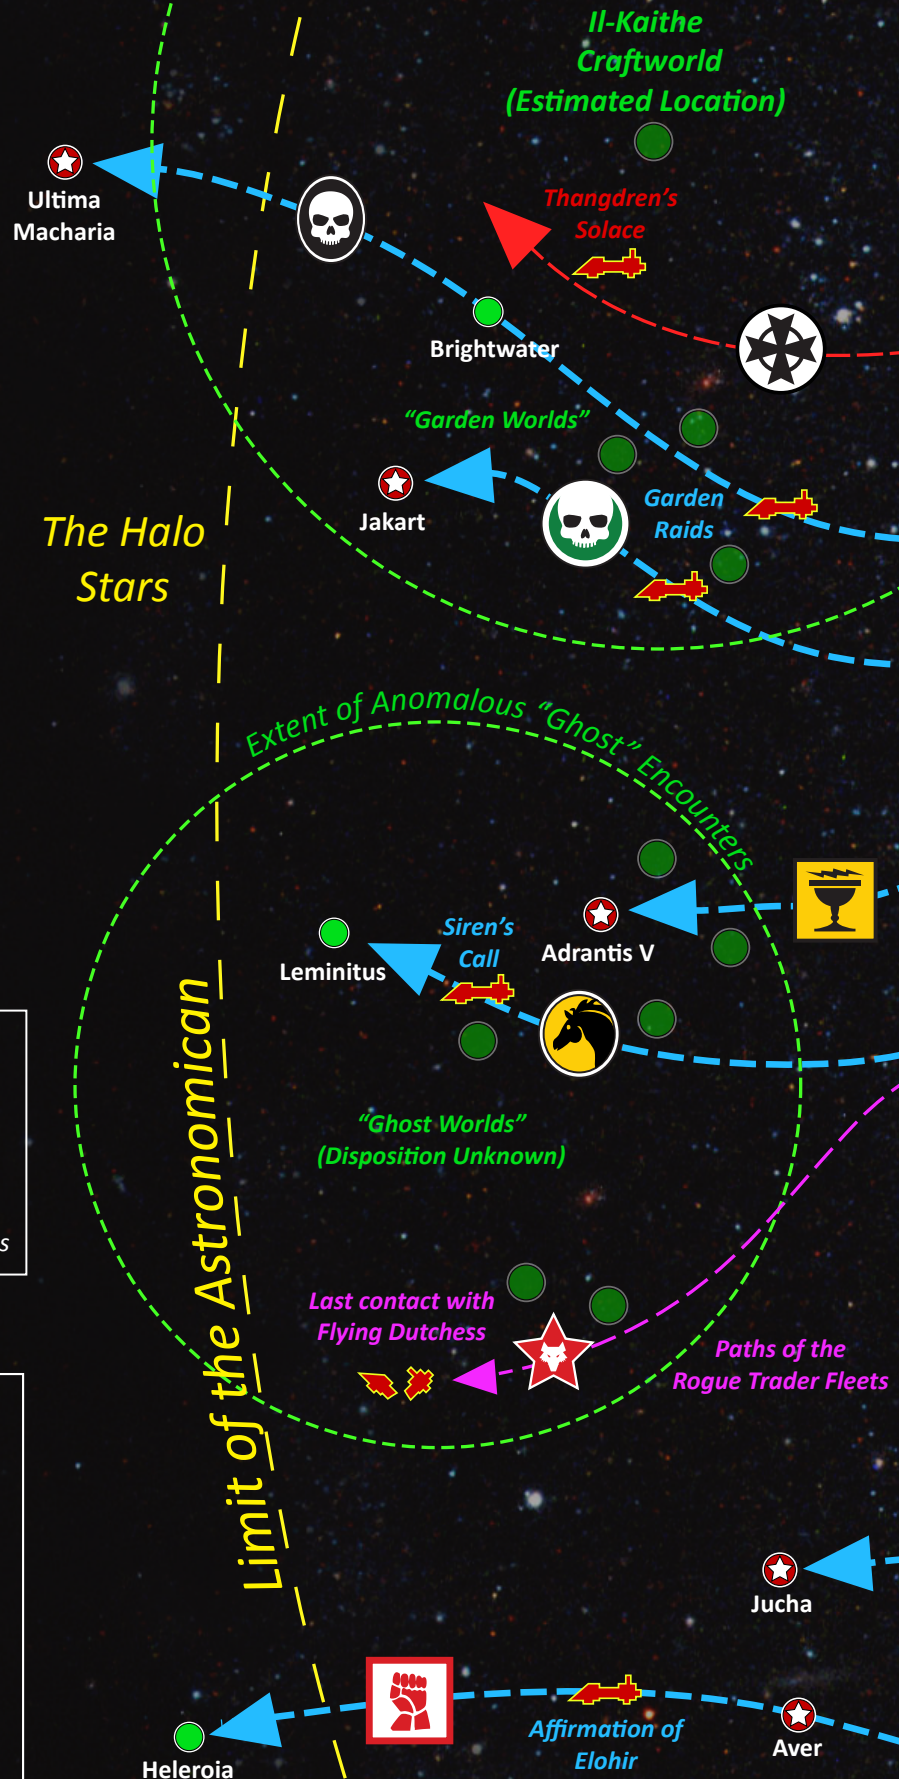 Il-Kaithe
Craftworld
(Estimated Location)
Ultima
Macharia
Thangdren's
Solace
Brightwater
“Garden Worlds”
Jakart
Garden
Raids
The Halo
Stars
Extent of Anomalous “Ghost” Encounters
Siren's
Call
Leminitus
Adrantis V
Limit of the Astronomican
“Ghost Worlds”
(Disposition Unknown)
s
Last contact with
Flying Dutchess
Paths of the
Rogue Trader Fleets
Jucha
Affirmation of
Elohir
Aver
Heleroia